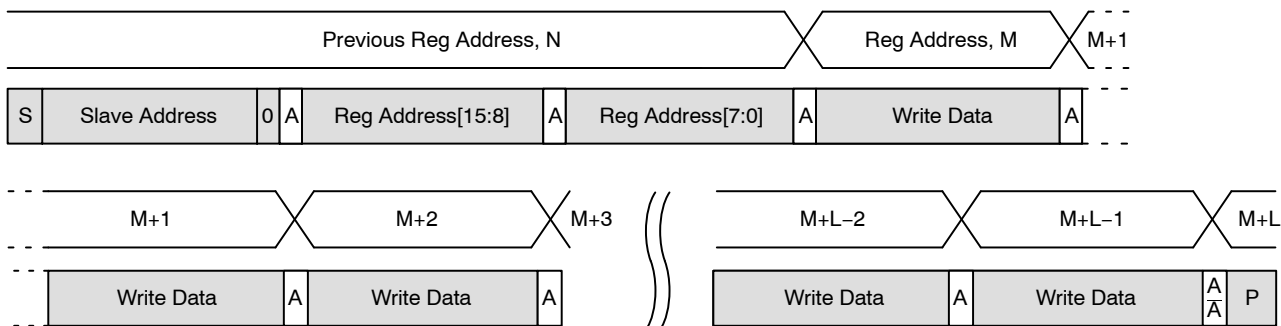 Previous Reg Address, N Reg Address, M M+1
S Slave Address 0 A Reg Address[15:8] A Reg Address[7:0] A Write Data A
M+1 M+2 M+3 M+L−2 M+L−1 M+L
Write Data A Write Data A Write Data A Write Data A P
A̅